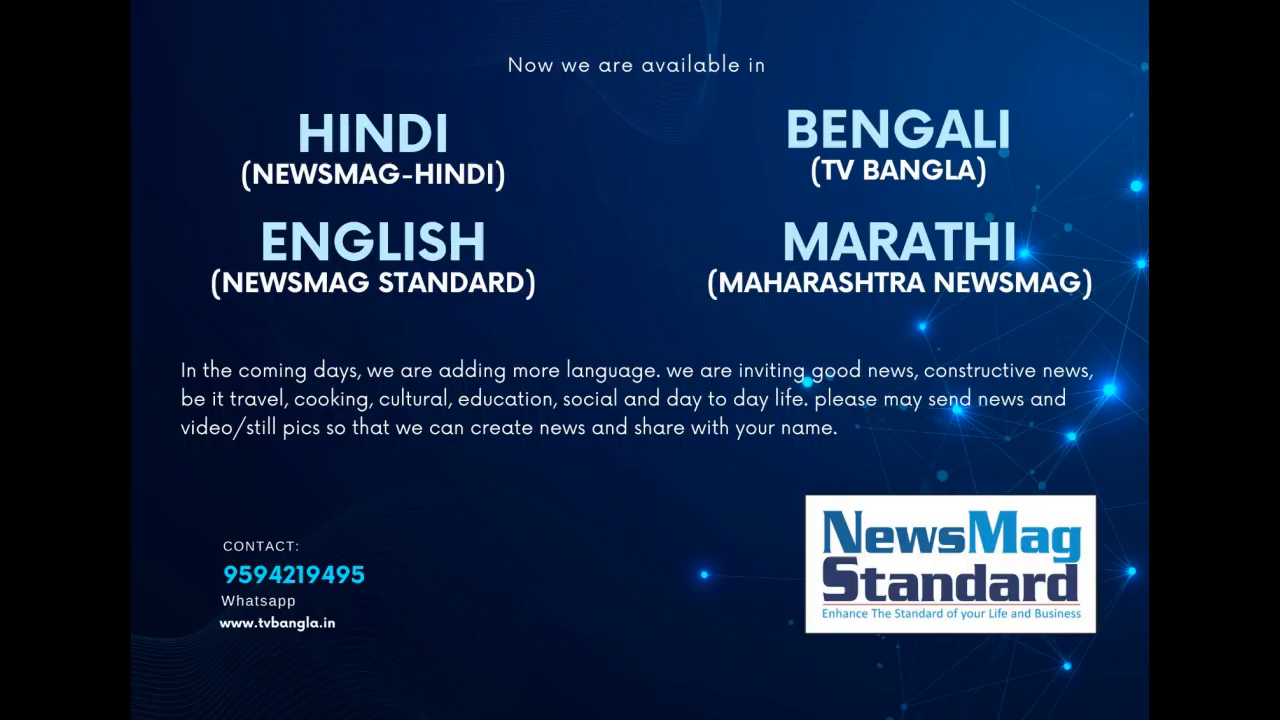 Now we are available in
HINDI
(NEWSMAG-HINDI)
BENGALI
(TV BANGLA)
ENGLISH
(NEWSMAG STANDARD)
MARATHI
(MAHARASHTRA NEWSMAG)
In the coming days, we are adding more language. we are inviting good news, constructive news,
be it travel, cooking, cultural, education, social and day to day life. please may send news and
video/still pics so that we can create news and share with your name.
CONTACT:
9594219495
Whatsapp
www.tvbangla.in
NewsMag
Standard
Enhance The Standard of your Life and Business